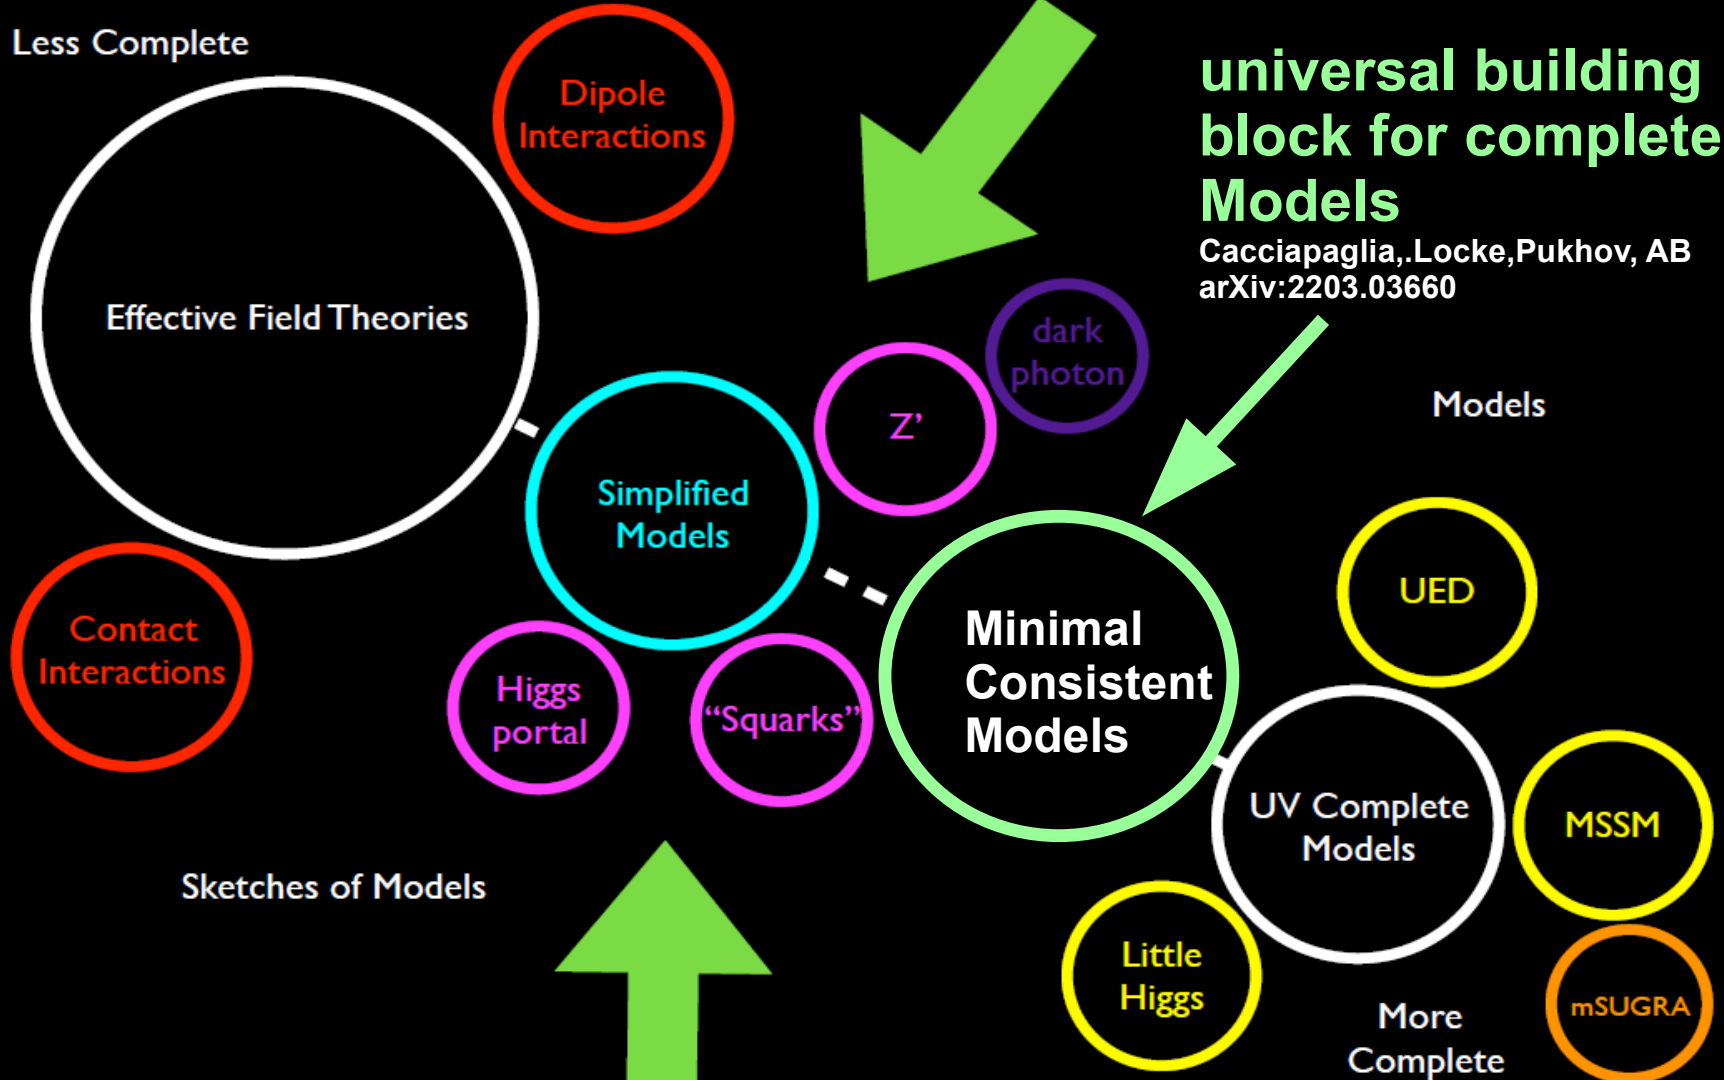 Less Complete
Dipole
Interactions
universal building
block for complete
Models
Cacciapaglia,.Locke,Pukhov, AB
arXiv:2203.03660
Effective Field Theories
dark
photon
Z’
Models
Simplified
Models
UED
Contact
Interactions
Minimal
Consistent
Models
Higgs
portal
“Squarks”
UV Complete
Models
MSSM
Sketches of Models
Little
Higgs
mSUGRA
More
Complete